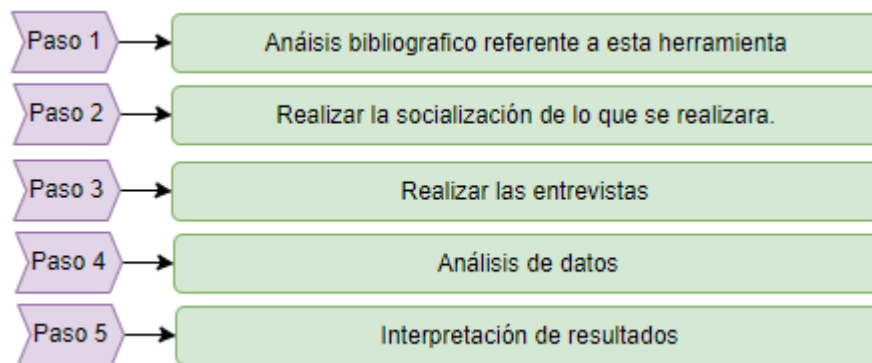 Paso 1
Anáisis bibliografico referente a esta herramienta
Paso 2
Realizar la socialización de lo que se realizara.
Paso 3
Realizar las entrevistas
Paso 4
Análisis de datos
Paso 5
Interpretación de resultados